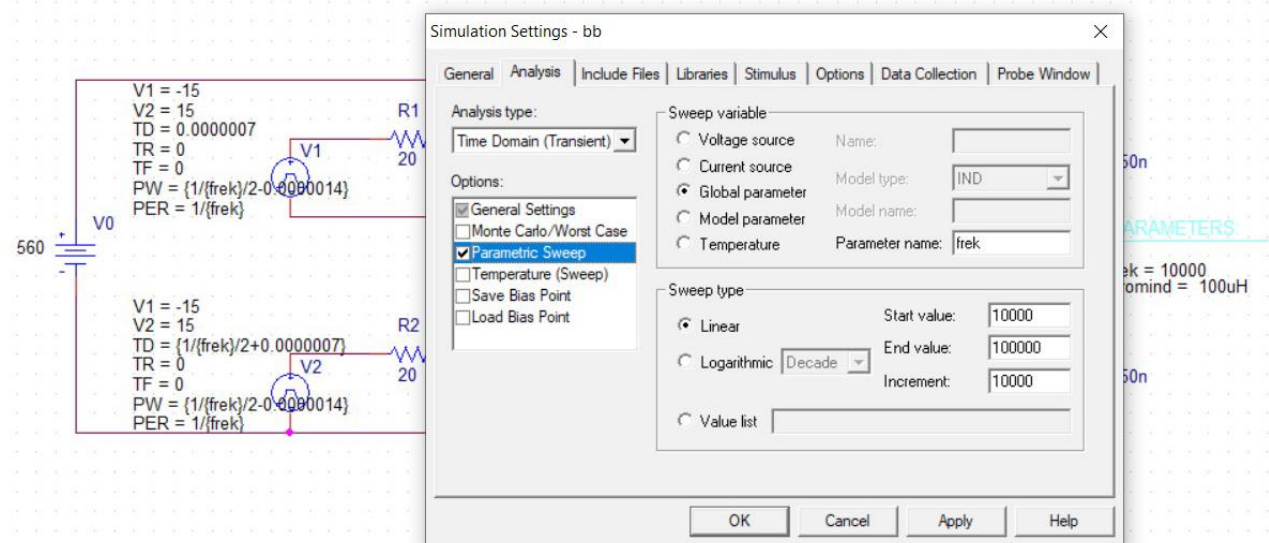 Simulation Settings - bb
General Analysis Include Files Libraries Stimulus Options Data Collection Probe Window
Analysis type:
Time Domain (Transient)
Options:
General Settings
Monte Carlo/Worst Case
Parametric Sweep
Temperature (Sweep)
Save Bias Point
Load Bias Point
Sweep variable
Voltage source
Current source
Global parameter
Model parameter
Temperature
Name:
Model type: IND
Model name:
Parameter name: frek
Sweep type
Linear
Logarithmic Decade
Value list
Start value: 10000
End value: 100000
Increment: 10000
OK Cancel Apply Help
V1 = -15
V2 = 15
TD = 0.0000007
TR = 0
TF = 0
PW = {1/{frek}/2-0.0000014}
PER = 1/{frek}
V1
R1
20
V0
560
V1 = -15
V2 = 15
TD = {1/{frek}/2+0.0000007}
TR = 0
TF = 0
PW = {1/{frek}/2-0.0000014}
PER = 1/{frek}
V2
R2
20
= 10000
= 100uH